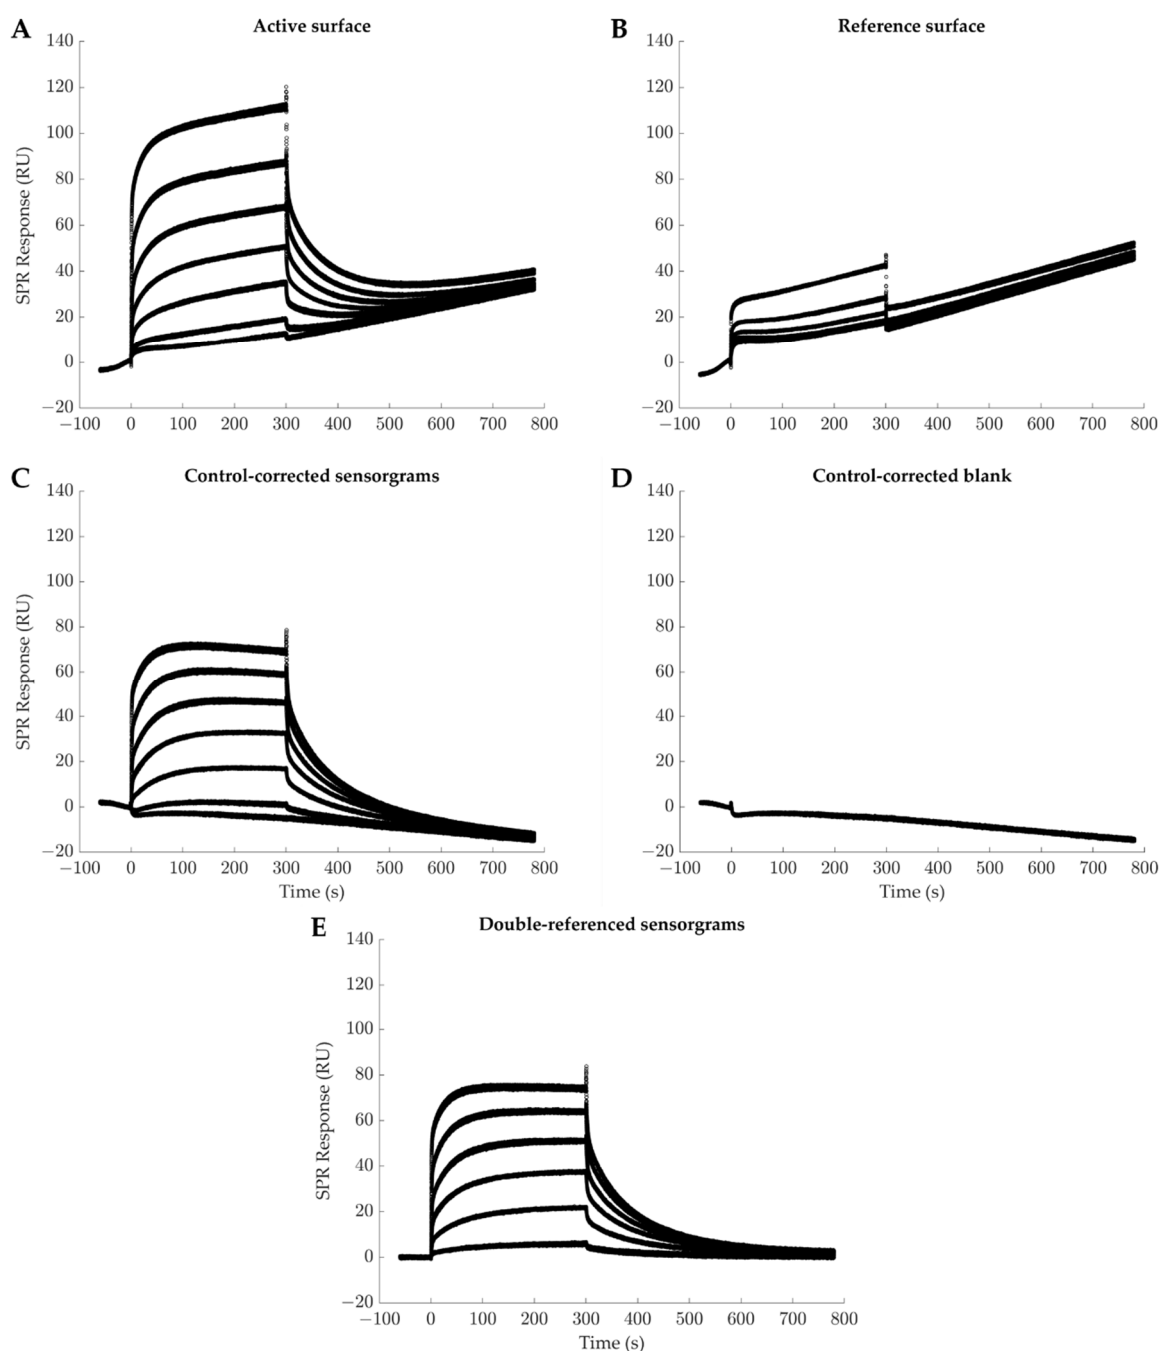 A
Active surface
140
120
100
80
60
40
20
0
−20
SPR Response (RU)
−100 0 100 200 300 400 500 600 700 800
B
Reference surface
140
120
100
80
60
40
20
0
−20
−100 0 100 200 300 400 500 600 700 800
C
Control-corrected sensorgrams
140
120
100
80
60
40
20
0
−20
SPR Response (RU)
−100 0 100 200 300 400 500 600 700 800
Time (s)
D
Control-corrected blank
140
120
100
80
60
40
20
0
−20
−100 0 100 200 300 400 500 600 700 800
Time (s)
E
Double-referenced sensorgrams
140
120
100
80
60
40
20
0
−20
SPR Response (RU)
−100 0 100 200 300 400 500 600 700 800
Time (s)